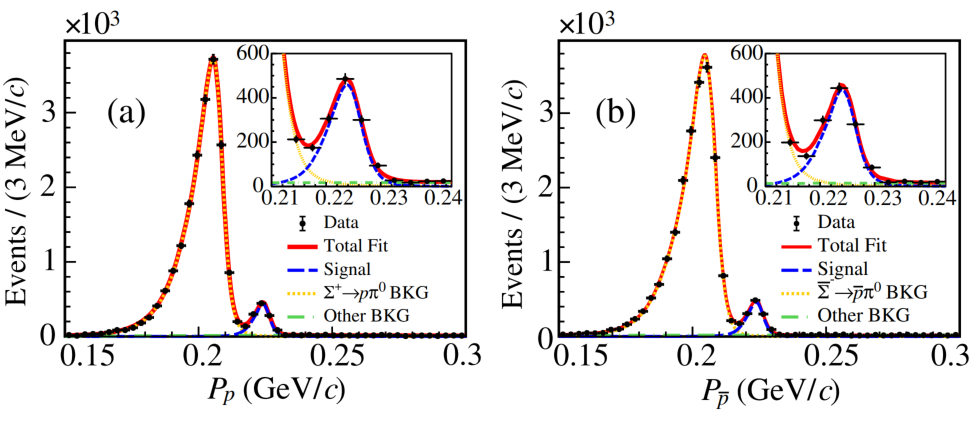 ×10³
Events / (3 MeV/c)
(a)
600
400
200
0
0.21 0.22 0.23 0.24
Data
Total Fit
Signal
Σ⁺→pπ⁰ BKG
Other BKG
3
2
1
0
0.15 0.2 0.25 0.3
P_p (GeV/c)
×10³
Events / (3 MeV/c)
(b)
600
400
200
0
0.21 0.22 0.23 0.24
Data
Total Fit
Signal
Σ̅⁻→p̅π⁰ BKG
Other BKG
3
2
1
0
0.15 0.2 0.25 0.3
P_p̅ (GeV/c)